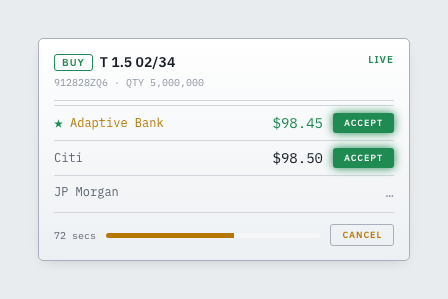 BUY T 1.5 02/34 LIVE
912828ZQ6 · QTY 5,000,000
★ Adaptive Bank $98.45 ACCEPT
Citi $98.50 ACCEPT
JP Morgan …
72 secs CANCEL